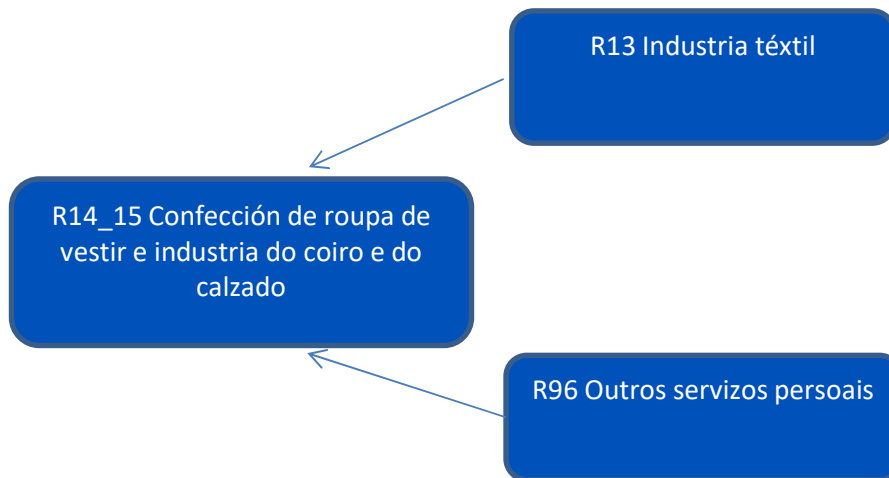 R13 Industria téxtil
R14_15 Confección de roupa de
vestir e industria do coiro e do
calzado
R96 Outros servizos persoais